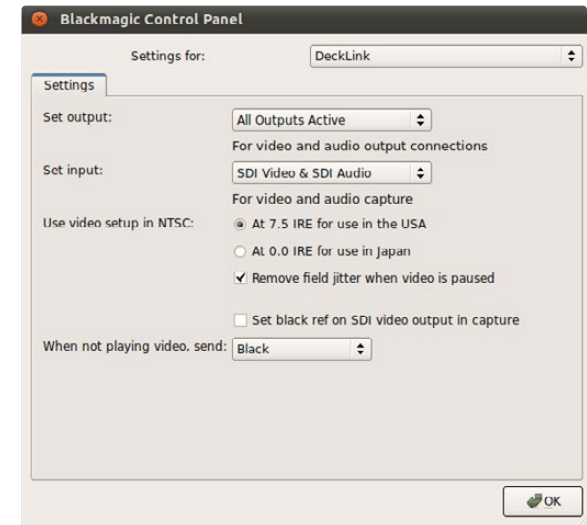 Blackmagic Control Panel
Settings for: DeckLink
Settings
Set output: All Outputs Active
For video and audio output connections
Set input: SDI Video & SDI Audio
For video and audio capture
Use video setup in NTSC: At 7.5 IRE for use in the USA
At 0.0 IRE for use in Japan
Remove field jitter when video is paused
Set black ref on SDI video output in capture
When not playing video, send: Black
OK